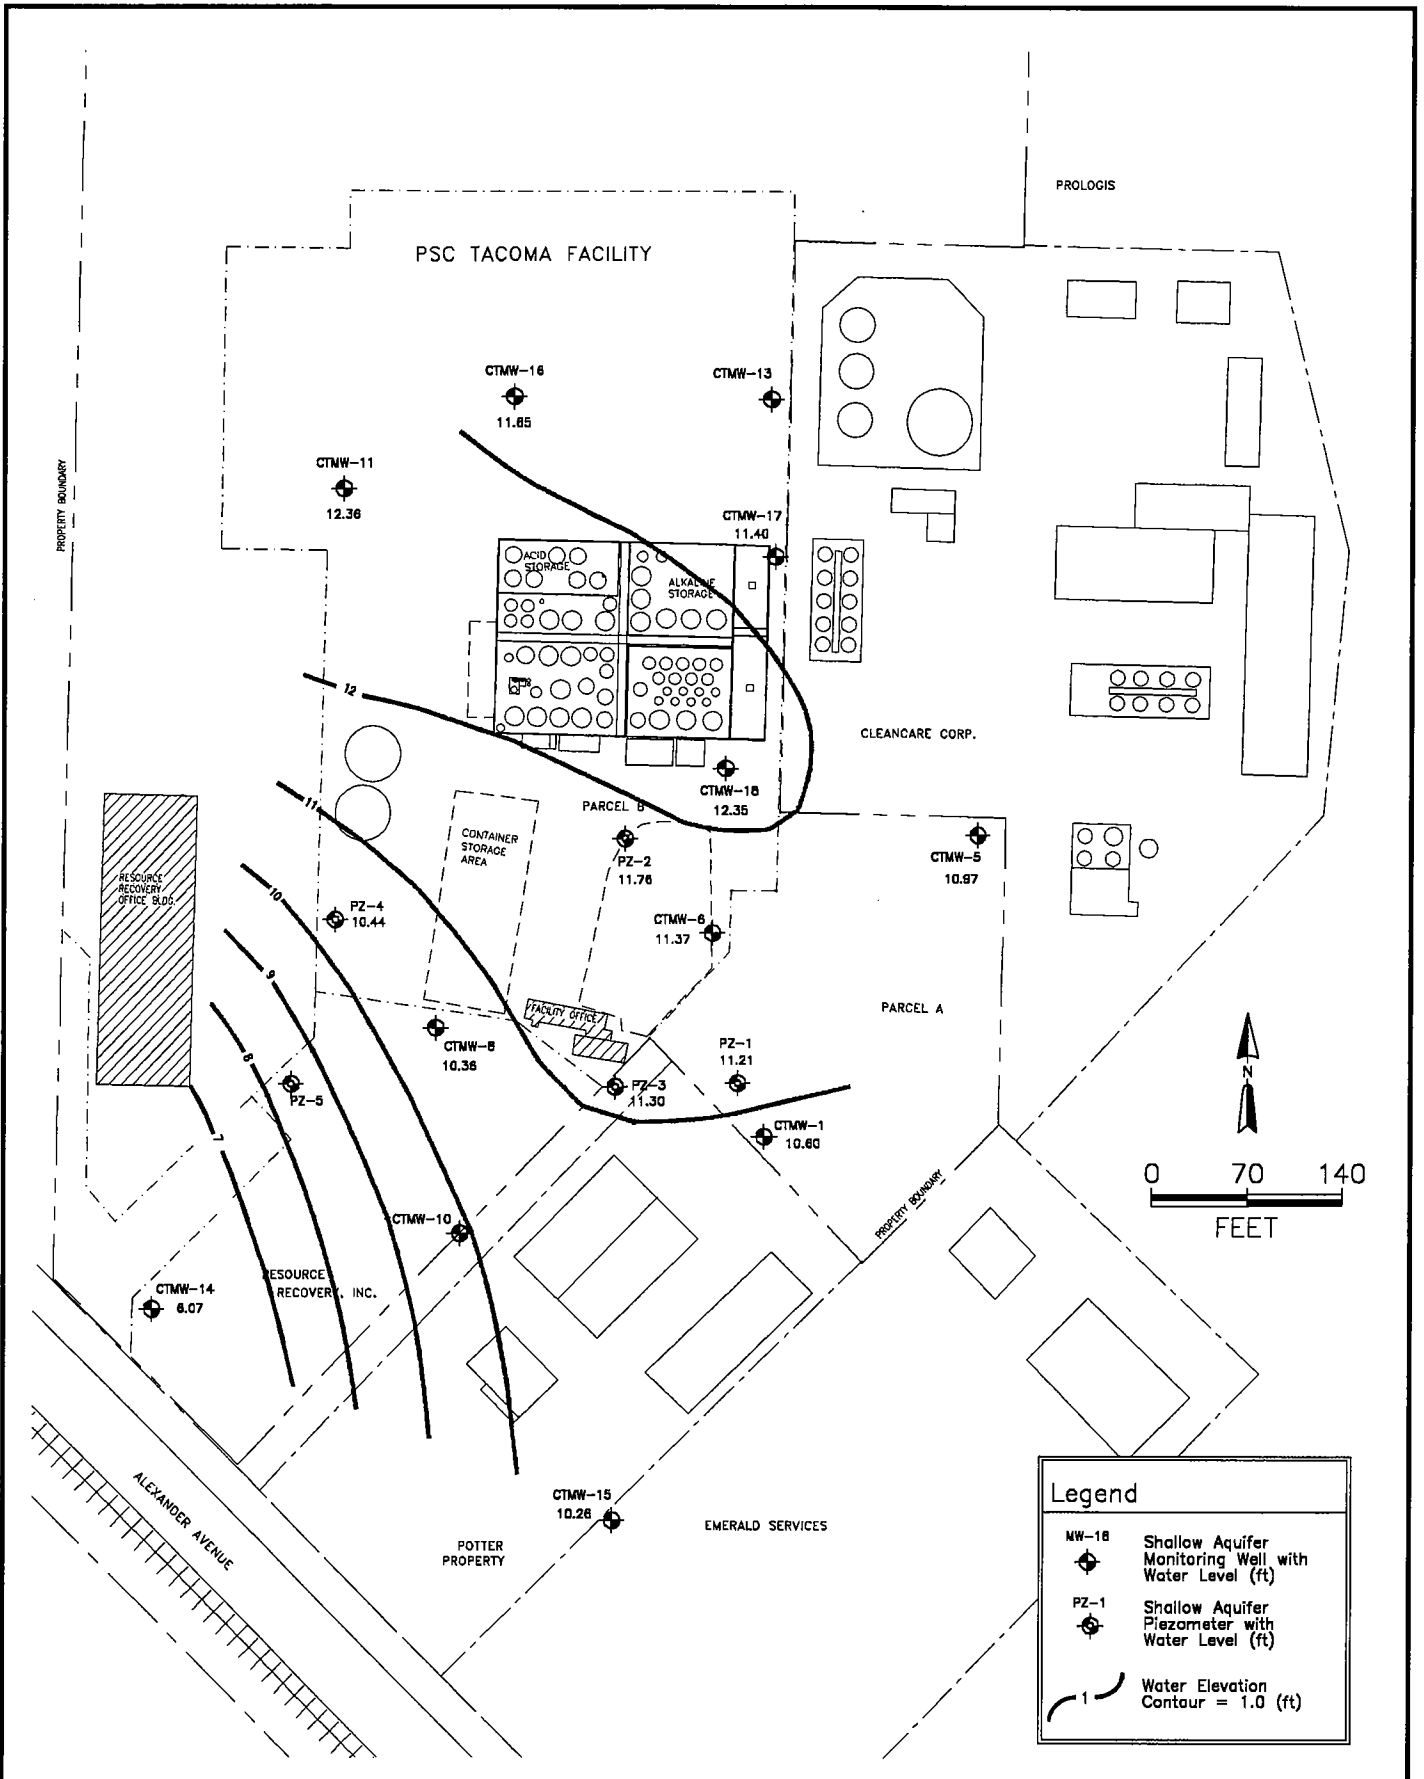 PROLOGIS
PSC TACOMA FACILITY
CTMW-16
11.65
CTMW-13
CTMW-11
12.36
PROPERTY BOUNDARY
CTMW-17
11.40
ACID
STORAGE
ALKALINE
STORAGE
12
CLEANCARE CORP.
CTMW-18
12.35
PARCEL B
11
CONTAINER
STORAGE
AREA
PZ-2
11.76
CTMW-5
10.97
RESOURCE
RECOVERY
OFFICE BLDG.
10
PZ-4
10.44
CTMW-6
11.37
9
PARCEL A
FACILITY OFFICE
8
CTMW-8
10.36
PZ-1
11.21
N
PZ-5
PZ-3
11.30
7
CTMW-1
10.60
0 70 140
FEET
PROPERTY BOUNDARY
CTMW-10
RESOURCE
RECOVERY, INC.
CTMW-14
6.07
ALEXANDER AVENUE
CTMW-15
10.26
EMERALD SERVICES
POTTER
PROPERTY
Legend
MW-16
Shallow Aquifer
Monitoring Well with
Water Level (ft)
PZ-1
Shallow Aquifer
Piezometer with
Water Level (ft)
1
Water Elevation
Contour = 1.0 (ft)